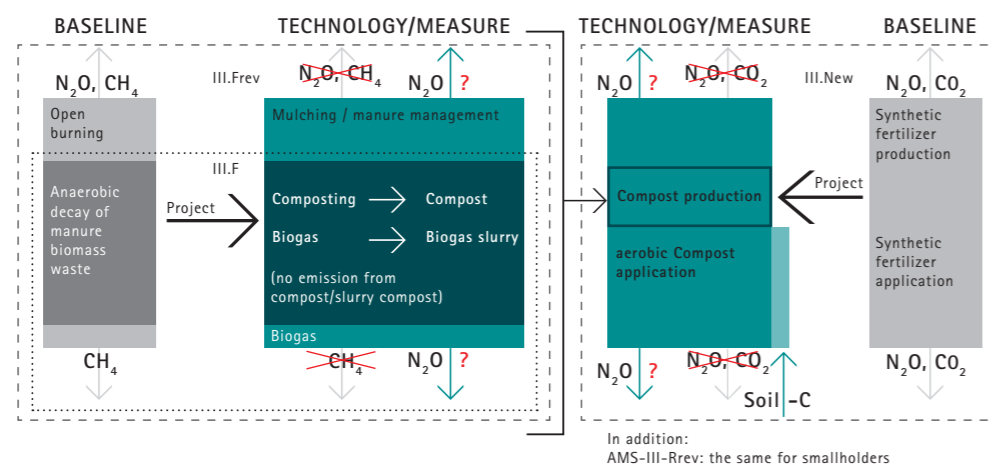 BASELINE
TECHNOLOGY/MEASURE
N₂O, CH₄
III.Frev
N₂O, CH₄
N₂O ?
Open
burning
Mulching / manure management
III.F
Anaerobic
decay of
manure
biomass
waste
Project
Composting
Compost
Biogas
Biogas slurry
(no emission from
compost/slurry compost)
Biogas
CH₄
CH₄
N₂O ?
TECHNOLOGY/MEASURE
BASELINE
N₂O ?
N₂O, CO₂
III.New
N₂O, CO₂
Synthetic
fertilizer
production
Compost production
Project
aerobic Compost
application
Synthetic
fertilizer
application
N₂O ?
N₂O, CO₂
N₂O, CO₂
Soil -C
In addition:
AMS-III-Rrev: the same for smallholders